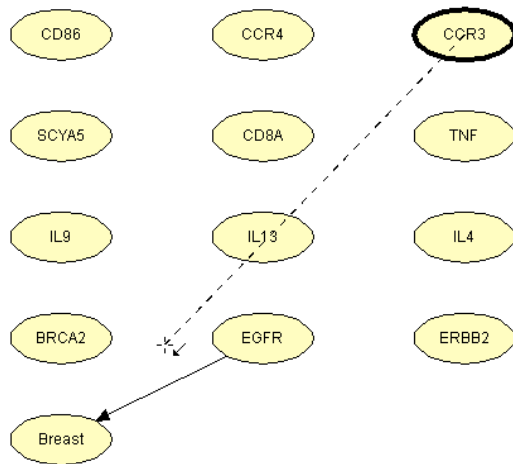 CD86 CCR4 CCR3
SCYA5 CD8A TNF
IL9 IL13 IL4
BRCA2 EGFR ERBB2
Breast